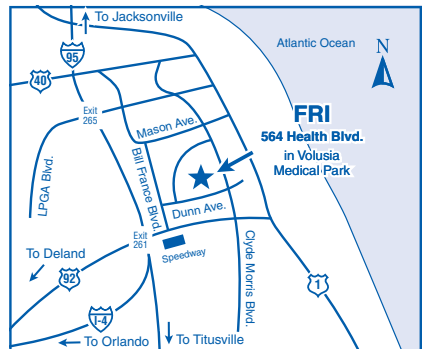 To Jacksonville
95
Atlantic Ocean
N
40
Exit
265
Mason Ave.
FRI
564 Health Blvd.
in Volusia
Medical Park
LPGA Blvd.
Bill France Blvd.
Dunn Ave.
Exit
261
Speedway
Clyde Morris Blvd.
To Deland
92
1
I-4
To Orlando
To Titusville